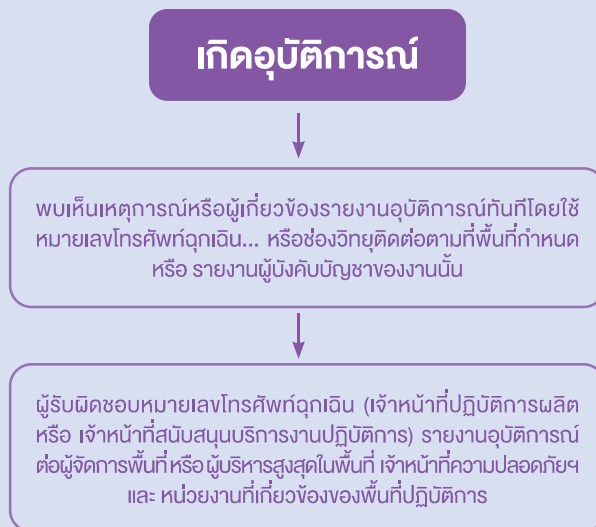 เกิดอุบัติการณ์
พบเห็นเหตุการณ์หรือผู้เกี่ยวข้องรายงานอุบัติการณ์ทันทีโดยใช้
หมายเลขโทรศัพท์ฉุกเฉิน... หรือช่องวิทยุติดต่อตามที่พื้นที่กำหนด
หรือ รายงานผู้บังคับบัญชาของงานนั้น
ผู้รับผิดชอบหมายเลขโทรศัพท์ฉุกเฉิน (เจ้าหน้าที่ปฏิบัติการผลิต
หรือ เจ้าหน้าที่สนับสนุนบริการงานปฏิบัติการ) รายงานอุบัติการณ์
ต่อผู้จัดการพื้นที่ หรือ ผู้บริหารสูงสุดในพื้นที่ เจ้าหน้าที่ความปลอดภัยฯ
และ หน่วยงานที่เกี่ยวข้องของพื้นที่ปฏิบัติการ